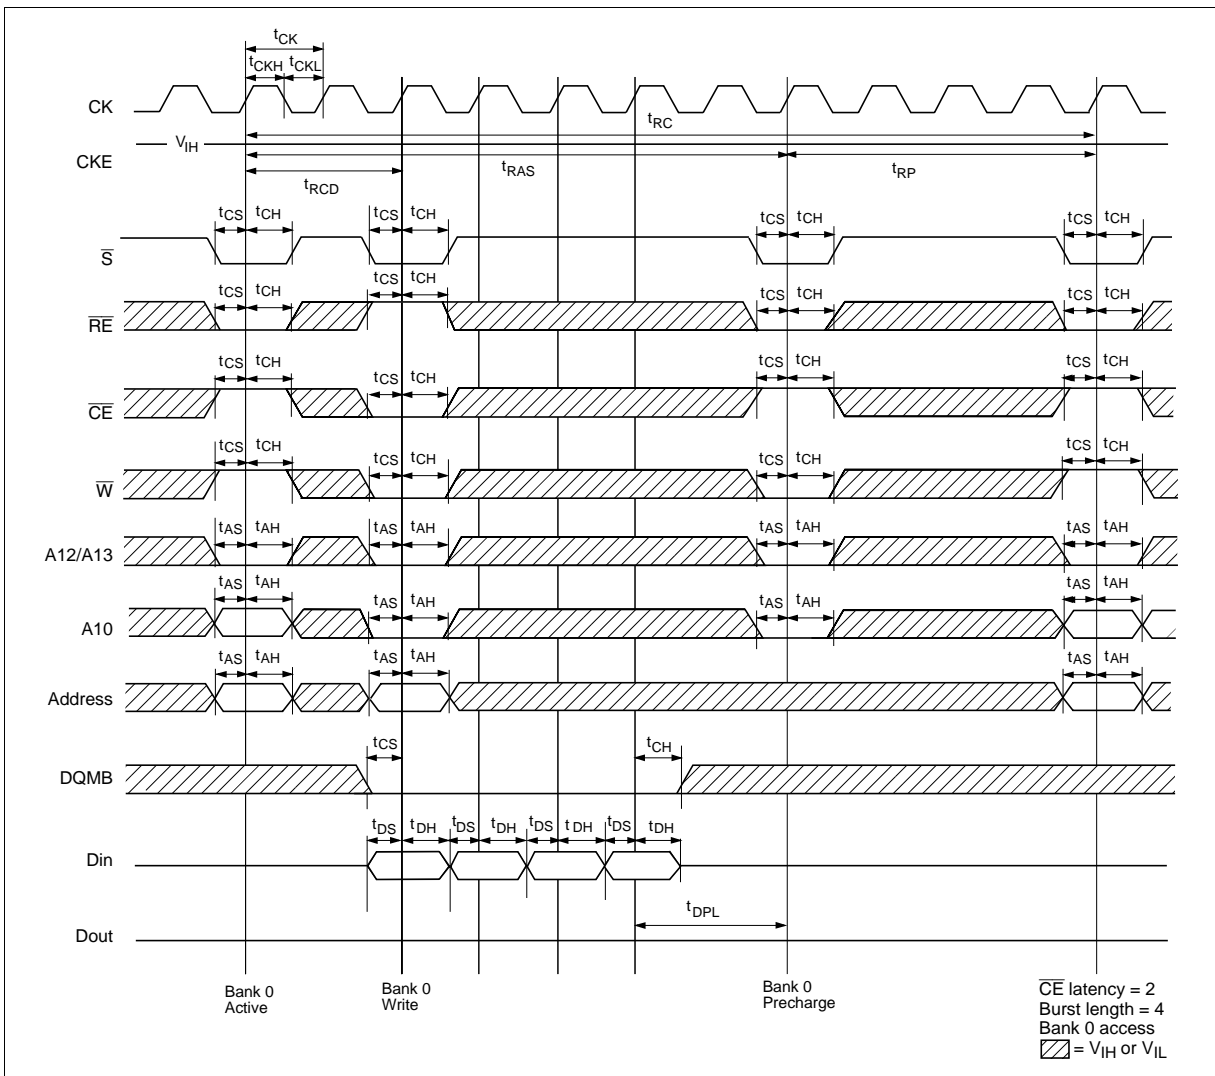 tCK
tCKH tCKL
CK
tRC
VIH
CKE
tRAS tRP
tRCD
tCS tCH tCS tCH tCS tCH tCS tCH
S
tCS tCH tCS tCH tCS tCH tCS tCH
RE
tCS tCH tCS tCH tCS tCH tCS tCH
CE
tCS tCH tCS tCH tCS tCH tCS tCH
W
tAS tAH tAS tAH tAS tAH tAS tAH
A12/A13
tAS tAH tAS tAH tAS tAH tAS tAH
A10
tAS tAH tAS tAH tAS tAH
Address
tCS tCH
DQMB
tDS tDH tDS tDH tDS tDH tDS tDH
Din
tDPL
Dout
Bank 0
Active
Bank 0
Write
Bank 0
Precharge
CE latency = 2
Burst length = 4
Bank 0 access
= VIH or VIL